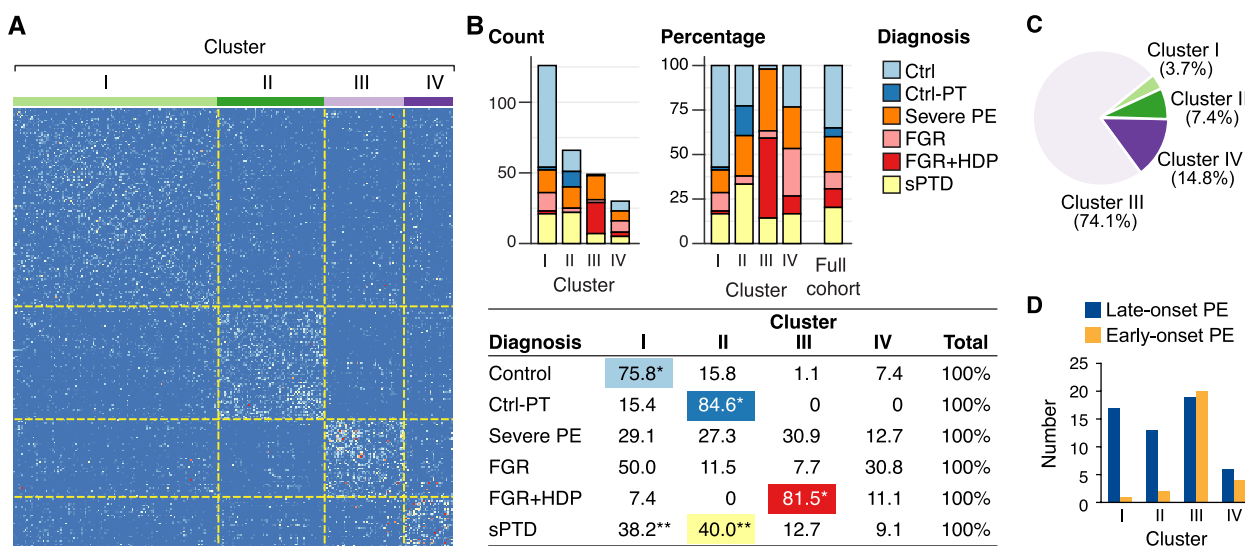 A
Cluster
I II III IV
B
Count
100
50
0
I II III IV
Cluster
Percentage
100
75
50
25
0
I II III IV
Cluster
Full
cohort
Diagnosis
Ctrl
Ctrl-PT
Severe PE
FGR
FGR+HDP
sPTD
C
Cluster I
(3.7%)
Cluster II
(7.4%)
Cluster IV
(14.8%)
Cluster III
(74.1%)
Cluster
Diagnosis I II III IV Total
Control 75.8* 15.8 1.1 7.4 100%
Ctrl-PT 15.4 84.6* 0 0 100%
Severe PE 29.1 27.3 30.9 12.7 100%
FGR 50.0 11.5 7.7 30.8 100%
FGR+HDP 7.4 0 81.5* 11.1 100%
sPTD 38.2** 40.0** 12.7 9.1 100%
D
Late-onset PE
Early-onset PE
Number
25
20
15
10
5
0
I II III IV
Cluster